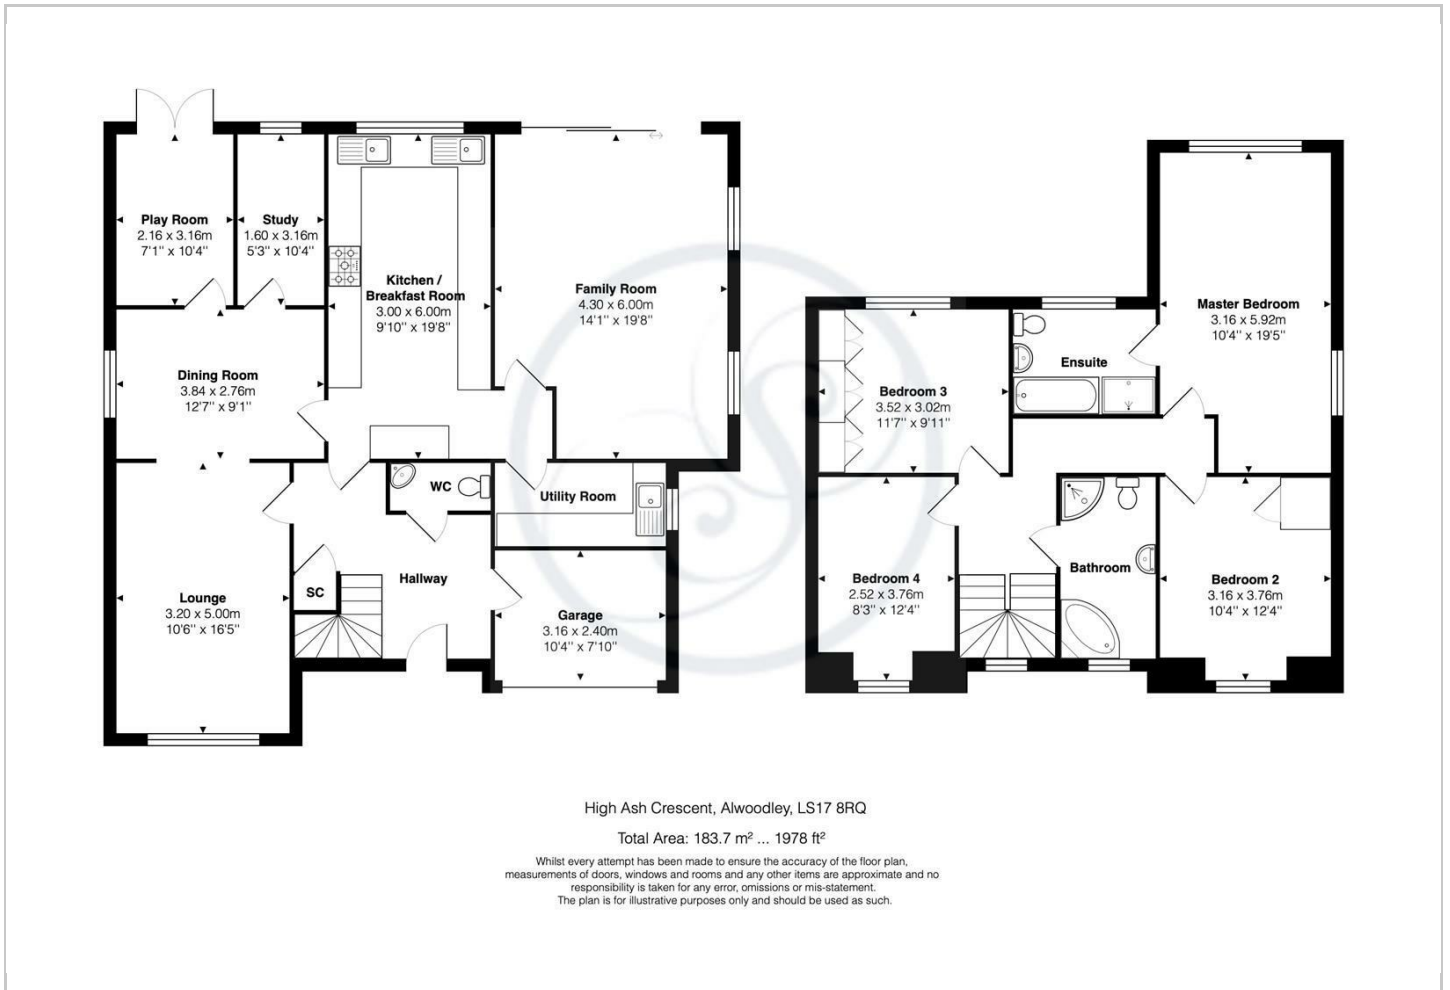 Play Room
2.16 x 3.16m
7'1'' x 10'4''
Study
1.60 x 3.16m
5'3'' x 10'4''
Kitchen /
Breakfast Room
3.00 x 6.00m
9'10'' x 19'8''
Family Room
4.30 x 6.00m
14'1'' x 19'8''
Dining Room
3.84 x 2.76m
12'7'' x 9'1''
WC
Utility Room
Lounge
3.20 x 5.00m
10'6'' x 16'5''
SC
Hallway
Garage
3.16 x 2.40m
10'4'' x 7'10''
Master Bedroom
3.16 x 5.92m
10'4'' x 19'5''
Ensuite
Bedroom 3
3.52 x 3.02m
11'7'' x 9'11''
Bedroom 4
2.52 x 3.76m
8'3'' x 12'4''
Bathroom
Bedroom 2
3.16 x 3.76m
10'4'' x 12'4''
High Ash Crescent, Alwoodley, LS17 8RQ
Total Area: 183.7 m² ... 1978 ft²
Whilst every attempt has been made to ensure the accuracy of the floor plan,
measurements of doors, windows and rooms and any other items are approximate and no
responsibility is taken for any error, omissions or mis-statement.
The plan is for illustrative purposes only and should be used as such.